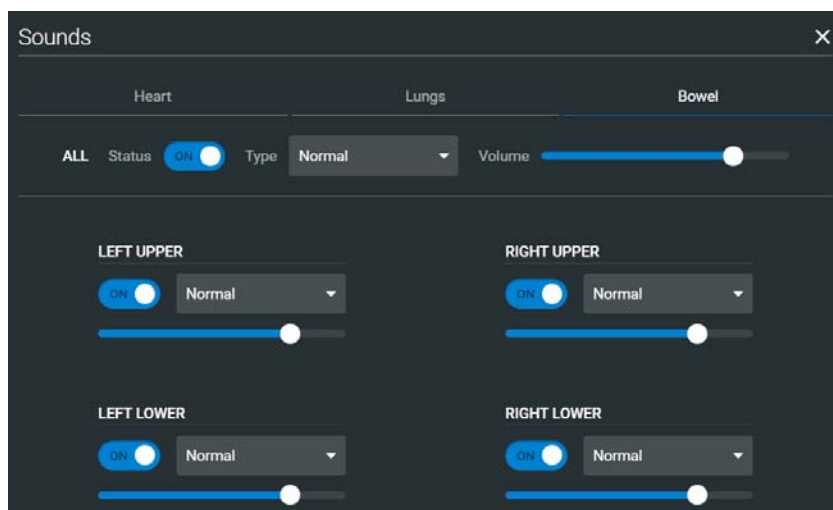 Sounds
Heart Lungs Bowel
ALL Status ON Type Normal Volume
LEFT UPPER RIGHT UPPER
ON Normal ON Normal
LEFT LOWER RIGHT LOWER
ON Normal ON Normal